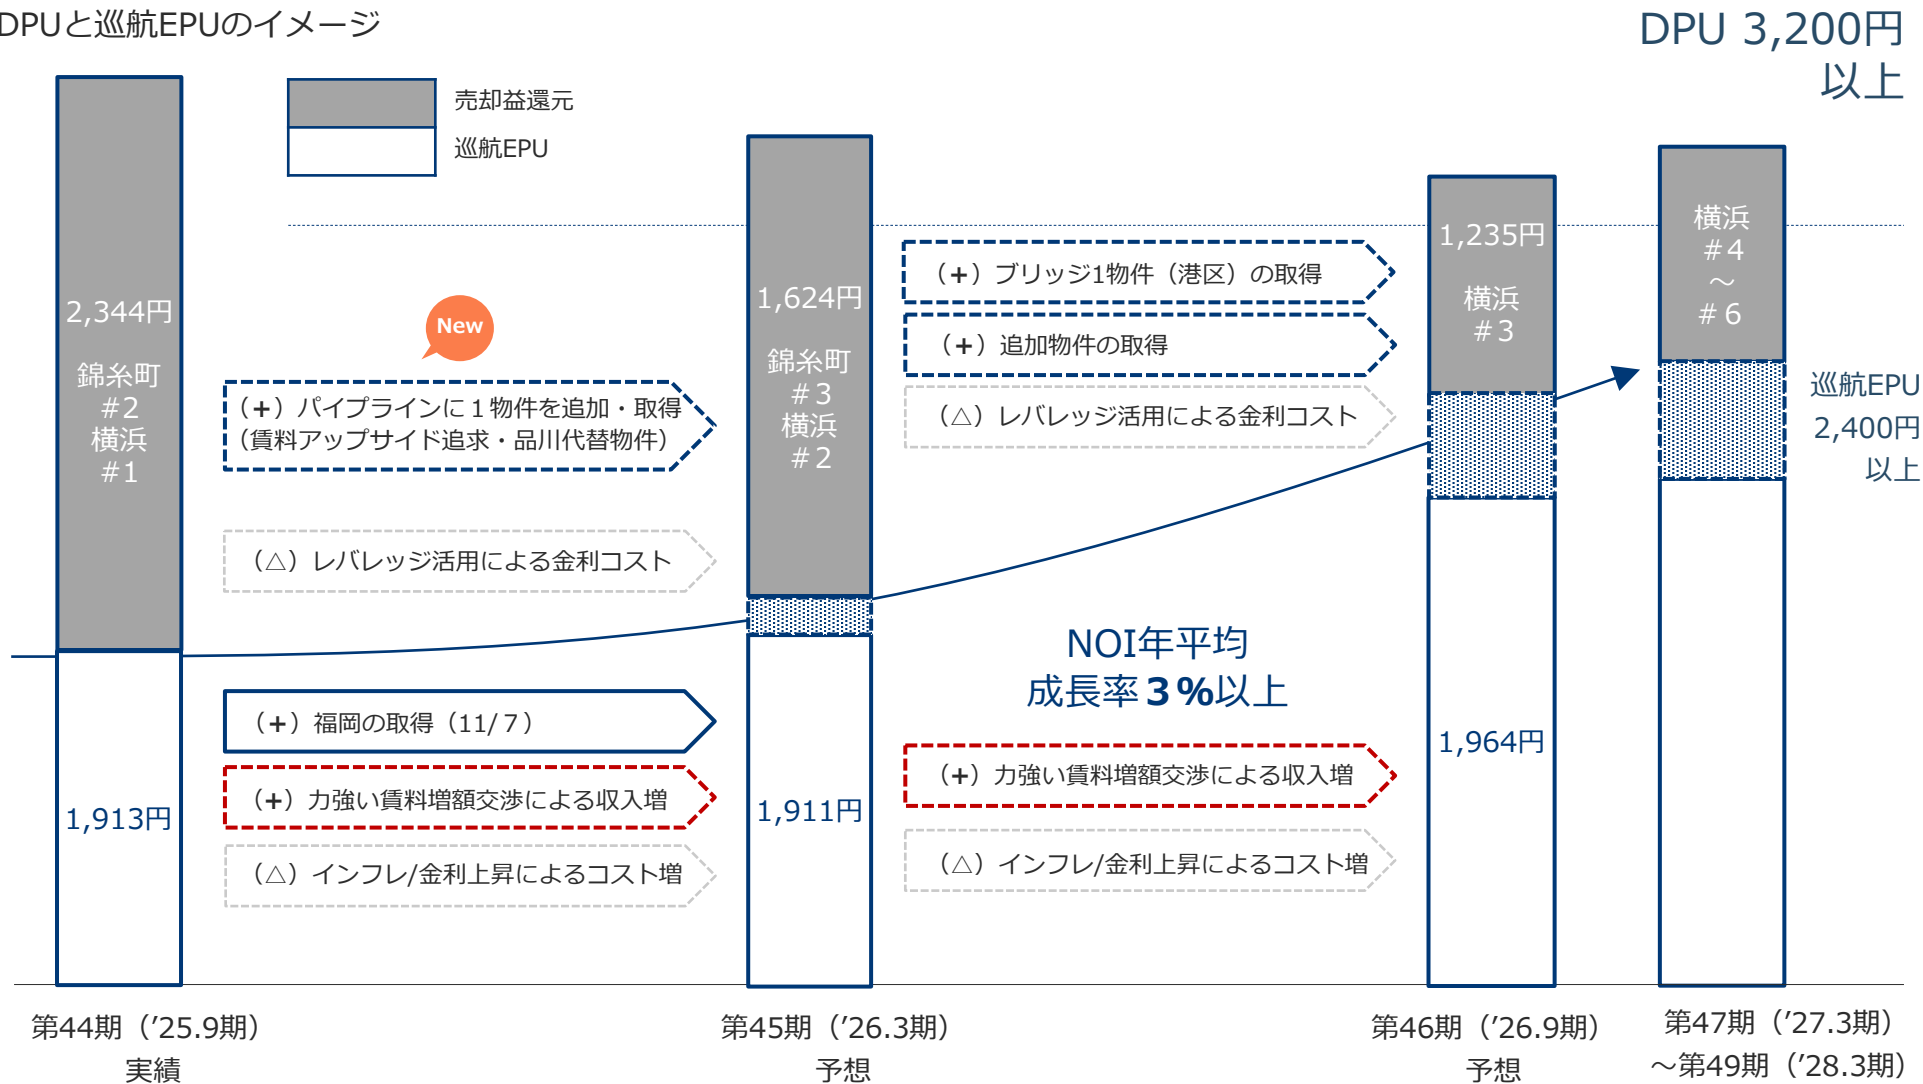 DPUと巡航EPUのイメージ
DPU 3,200円
以上
売却益還元
巡航EPU
2,344円
錦糸町
#2
横浜
#1
1,913円
New
（+）パイプラインに１物件を追加・取得
（賃料アップサイド追求・品川代替物件）
（△）レバレッジ活用による金利コスト
（+）福岡の取得（11/７）
（+）力強い賃料増額交渉による収入増
（△）インフレ/金利上昇によるコスト増
1,624円
錦糸町
#3
横浜
#２
1,911円
（+）ブリッジ1物件（港区）の取得
（+）追加物件の取得
（△）レバレッジ活用による金利コスト
NOI年平均
成長率３%以上
（+）力強い賃料増額交渉による収入増
（△）インフレ/金利上昇によるコスト増
1,235円
横浜
#３
1,964円
横浜
#４
～
#６
巡航EPU
2,400円
以上
第44期（’25.9期）
実績
第45期（’26.3期）
予想
第46期（’26.9期）
予想
第47期（’27.3期）
～第49期（’28.3期）